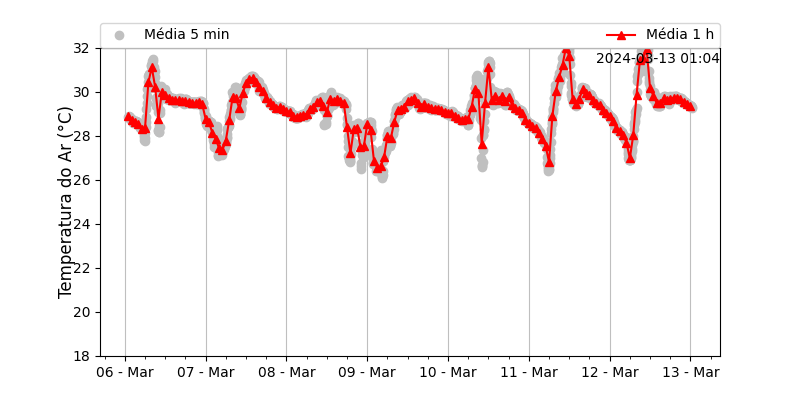 Média 5 min
Média 1 h
2024-03-13 01:04
Temperatura do Ar (°C)
32
30
28
26
24
22
20
18
06 - Mar
07 - Mar
08 - Mar
09 - Mar
10 - Mar
11 - Mar
12 - Mar
13 - Mar